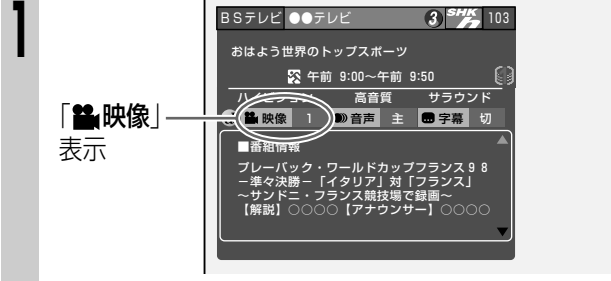 1
「映像」
表示
BSテレビ ●●テレビ 3 SHK h 103
おはよう世界のトップスポーツ
午前 9:00〜午前 9:50
ハイビジョン 高音質 サラウンド
映像 1 音声 主 字幕 切
■番組情報
プレーバック・ワールドカップフランス98
−準々決勝−「イタリア」対「フランス」
〜サンドニ・フランス競技場で録画〜
【解説】○○○○【アナウンサー】○○○○